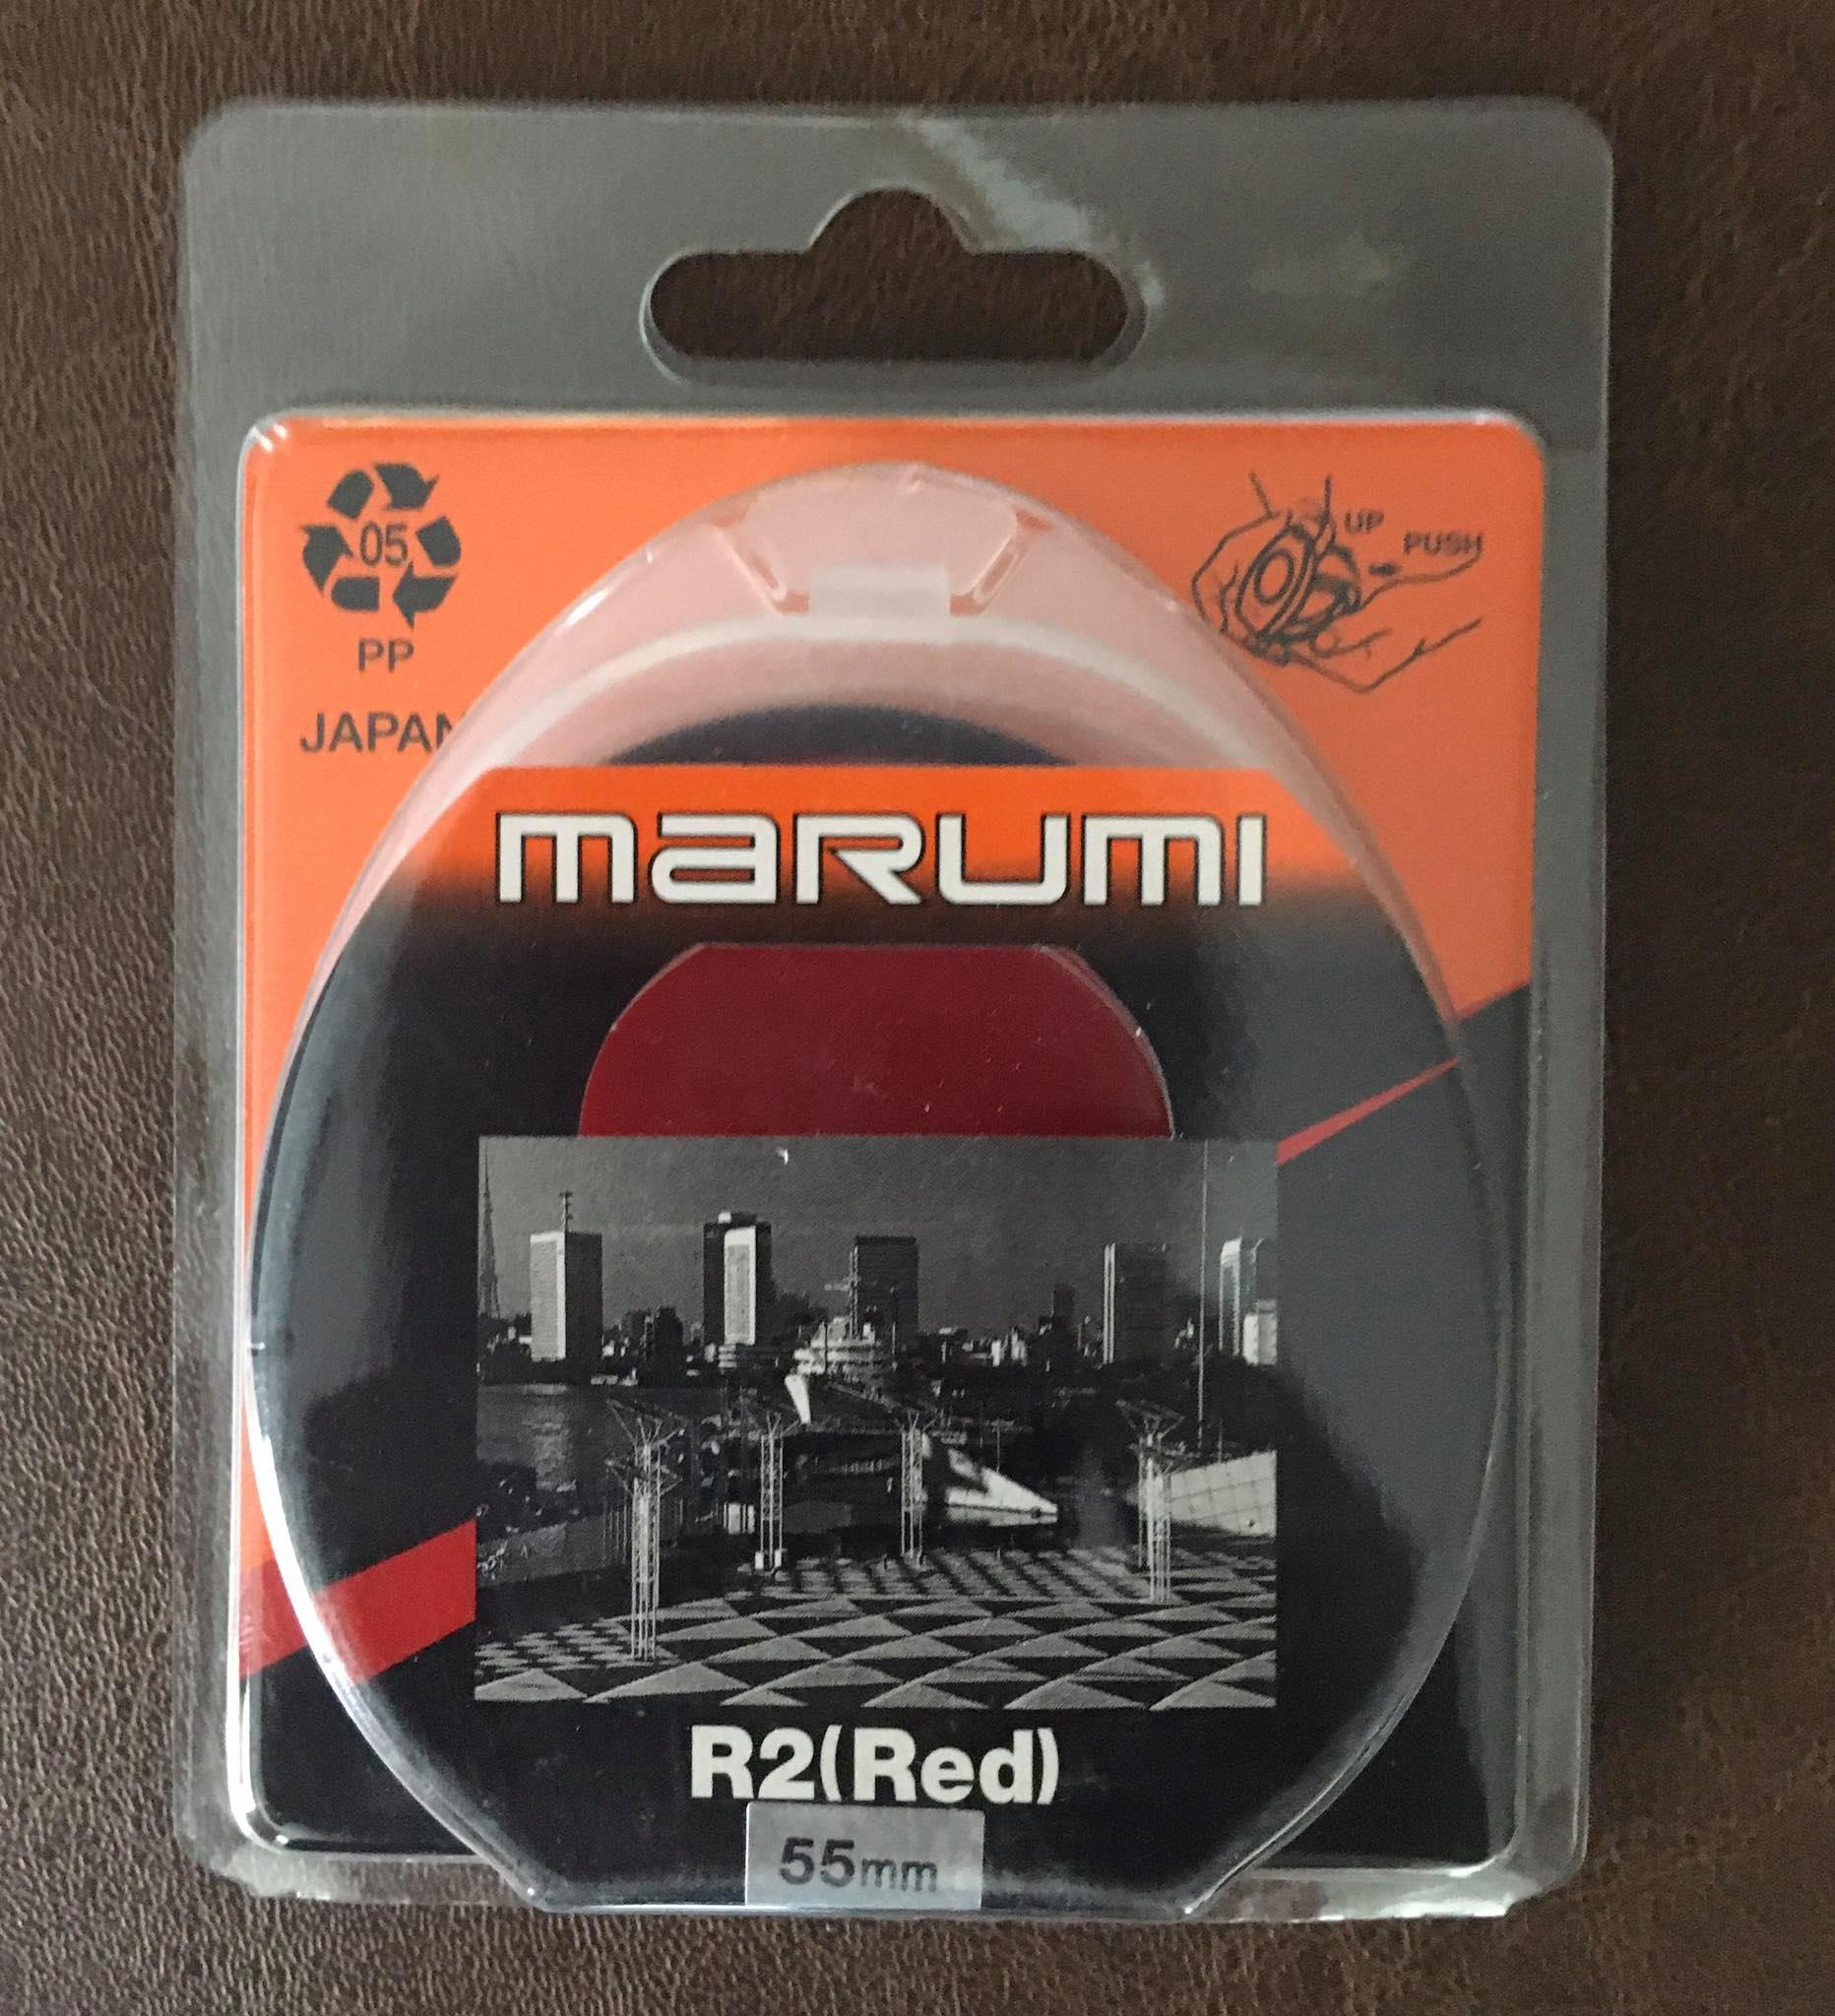 05
PP
JAPAN
UP
PUSH
marumi
R2(Red)
55mm